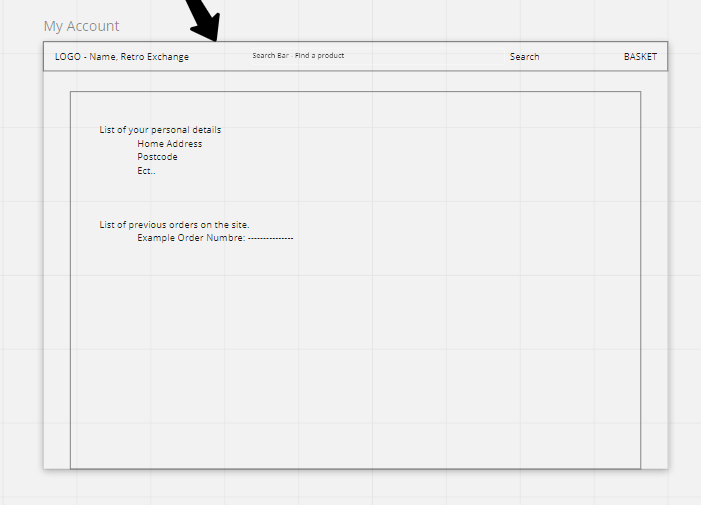 My Account
LOGO - Name, Retro Exchange
Search Bar - Find a product
Search
BASKET
List of your personal details
Home Address
Postcode
Ect..
List of previous orders on the site.
Example Order Numbre: ---------------